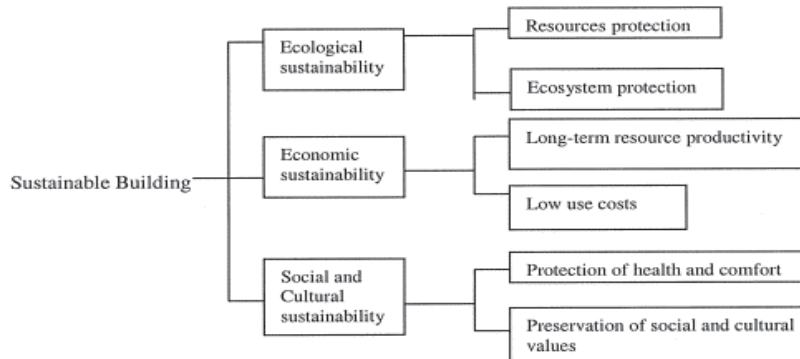 Sustainable Building
Ecological
sustainability
Resources protection
Ecosystem protection
Economic
sustainability
Long-term resource productivity
Low use costs
Social and
Cultural
sustainability
Protection of health and comfort
Preservation of social and cultural
values